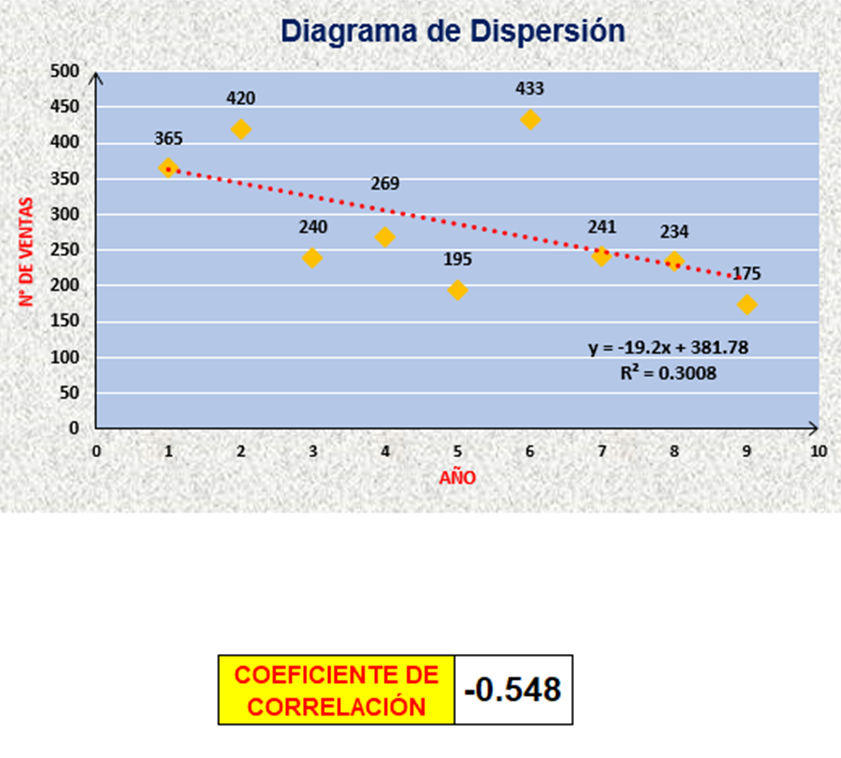 Diagrama de Dispersión
500
450
400
350
300
250
200
150
100
50
0
N° DE VENTAS
365
420
240
269
195
433
241
234
175
y = -19.2x + 381.78
R² = 0.3008
0 1 2 3 4 5 6 7 8 9 10
AÑO
COEFICIENTE DE
CORRELACIÓN
-0.548